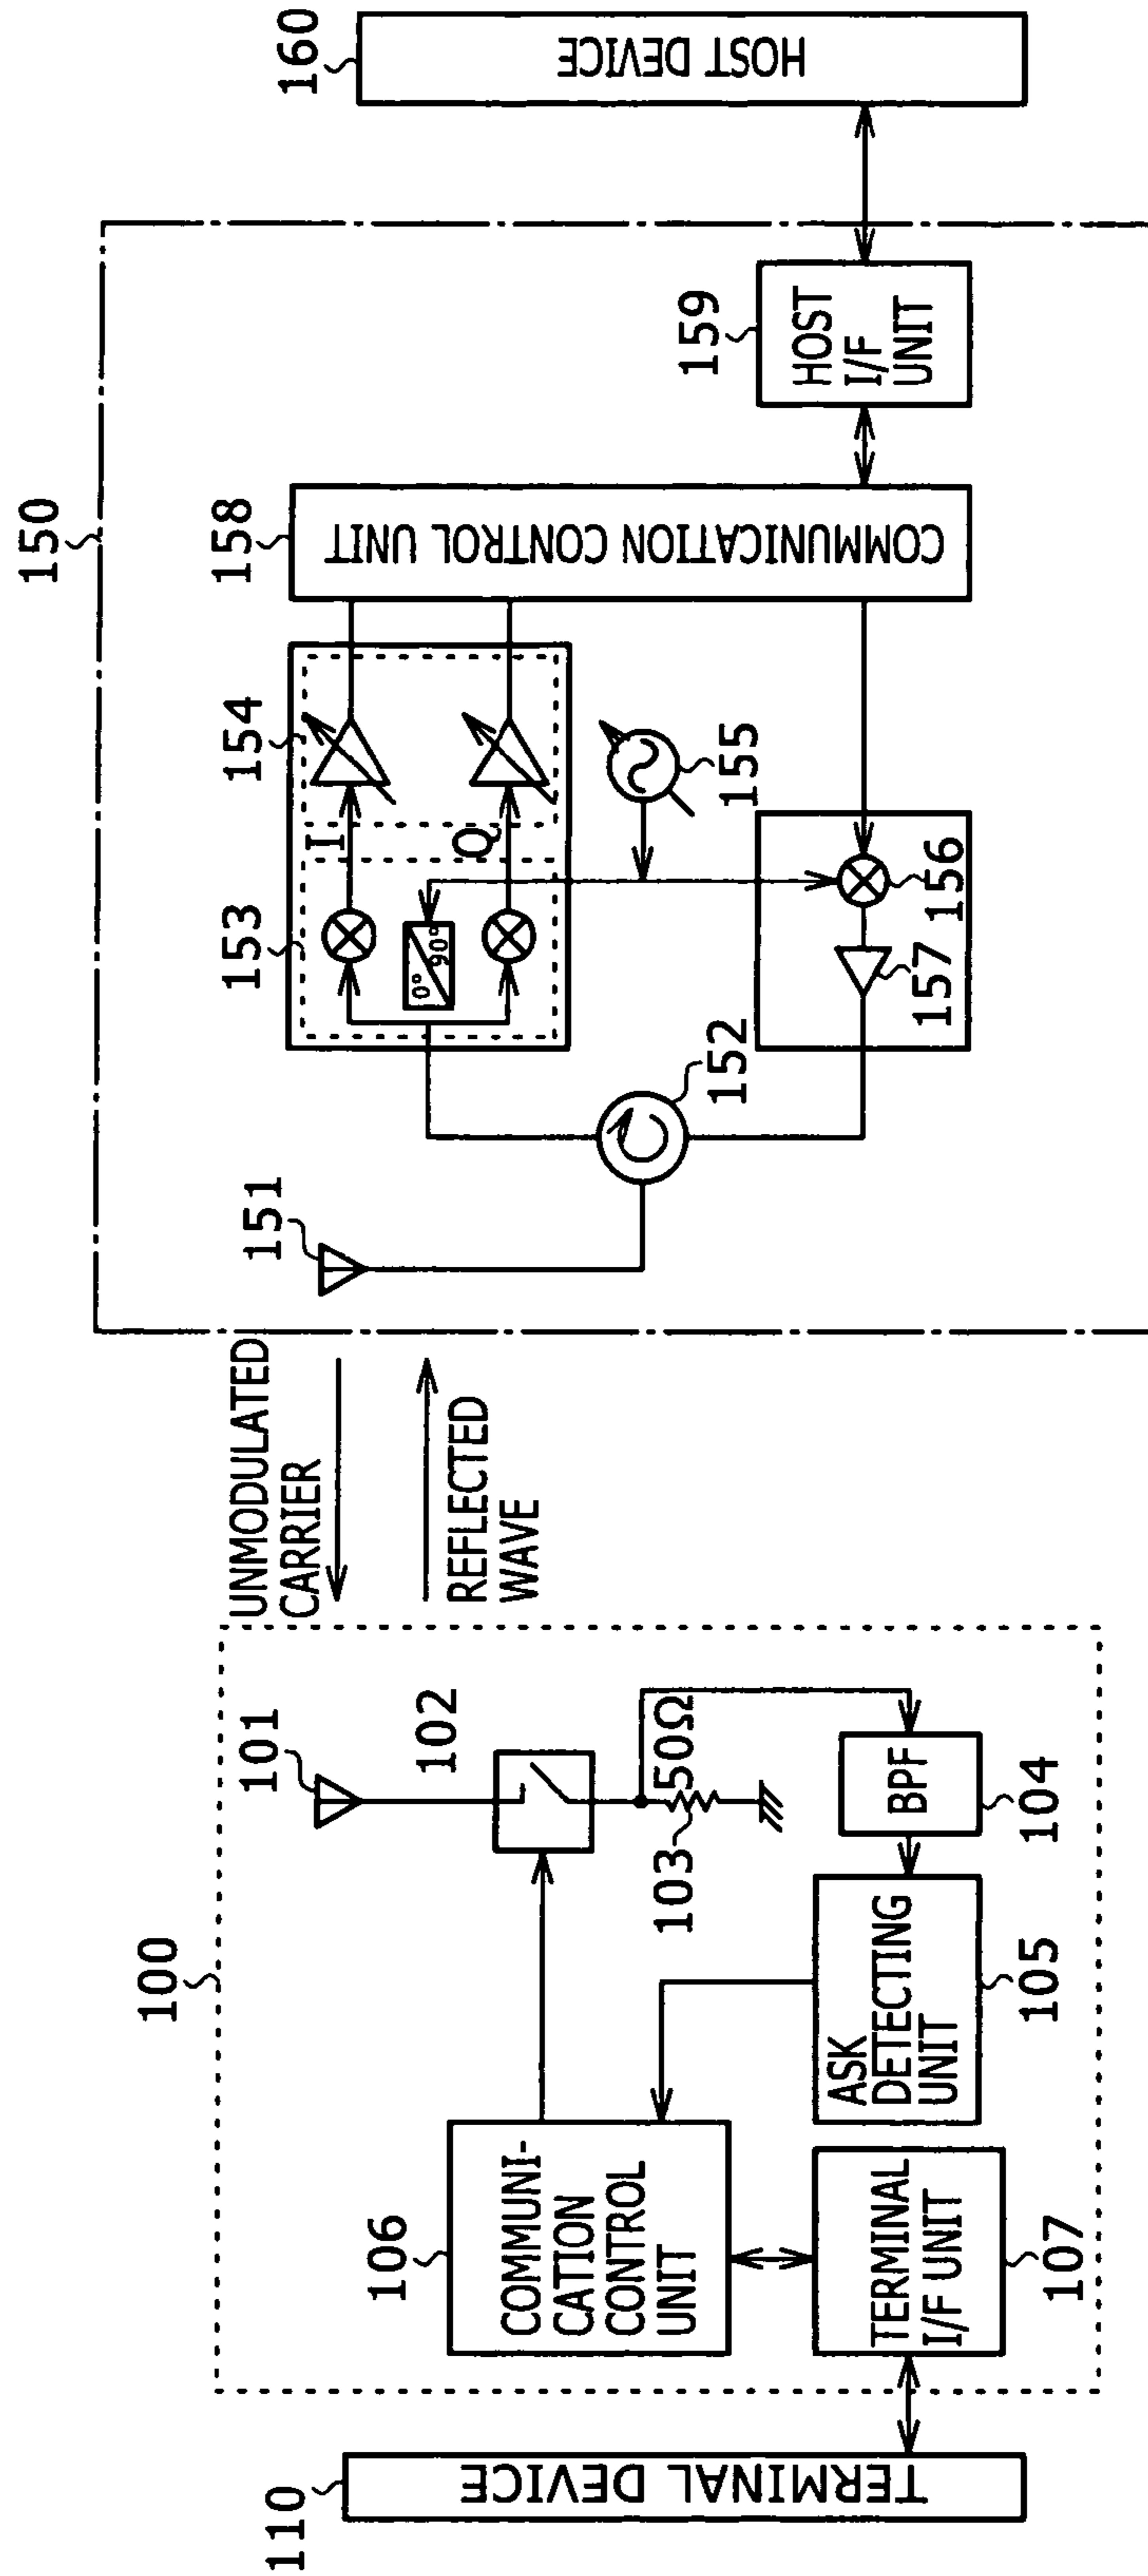 110
TERMINAL DEVICE
100
106
COMMUNI-
CATION
CONTROL
UNIT
TERMINAL
I/F UNIT
107
ASK
DETECTING
UNIT
105
BPF
104
101
102
103
50Ω
UNMODULATED
CARRIER
REFLECTED
WAVE
150
151
152
153
0°
90°
I
Q
154
155
156
157
158
COMMUNICATION CONTROL UNIT
159
HOST
I/F
UNIT
160
HOST DEVICE